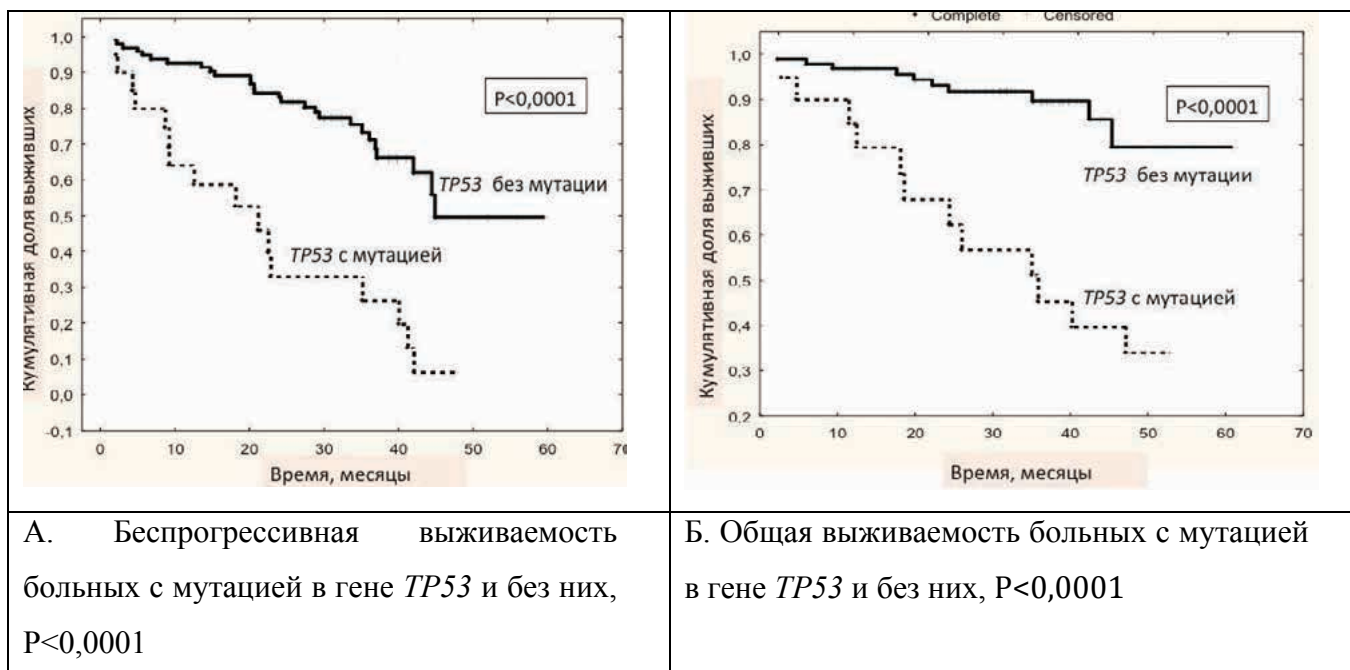 Complete Censored
Кумулятивная доля выживших
1,0
0,9
0,8
0,7
0,6
0,5
0,4
0,3
0,2
0,1
0,0
-0,1
P<0,0001
TP53 без мутации
TP53 с мутацией
0 10 20 30 40 50 60 70
Время, месяцы
Кумулятивная доля выживших
1,0
0,9
0,8
0,7
0,6
0,5
0,4
0,3
0,2
P<0,0001
TP53 без мутации
TP53 с мутацией
0 10 20 30 40 50 60 70
Время, месяцы
А. Беспрогрессивная выживаемость
больных с мутацией в гене TP53 и без них,
P<0,0001
Б. Общая выживаемость больных с мутацией
в гене TP53 и без них, P<0,0001